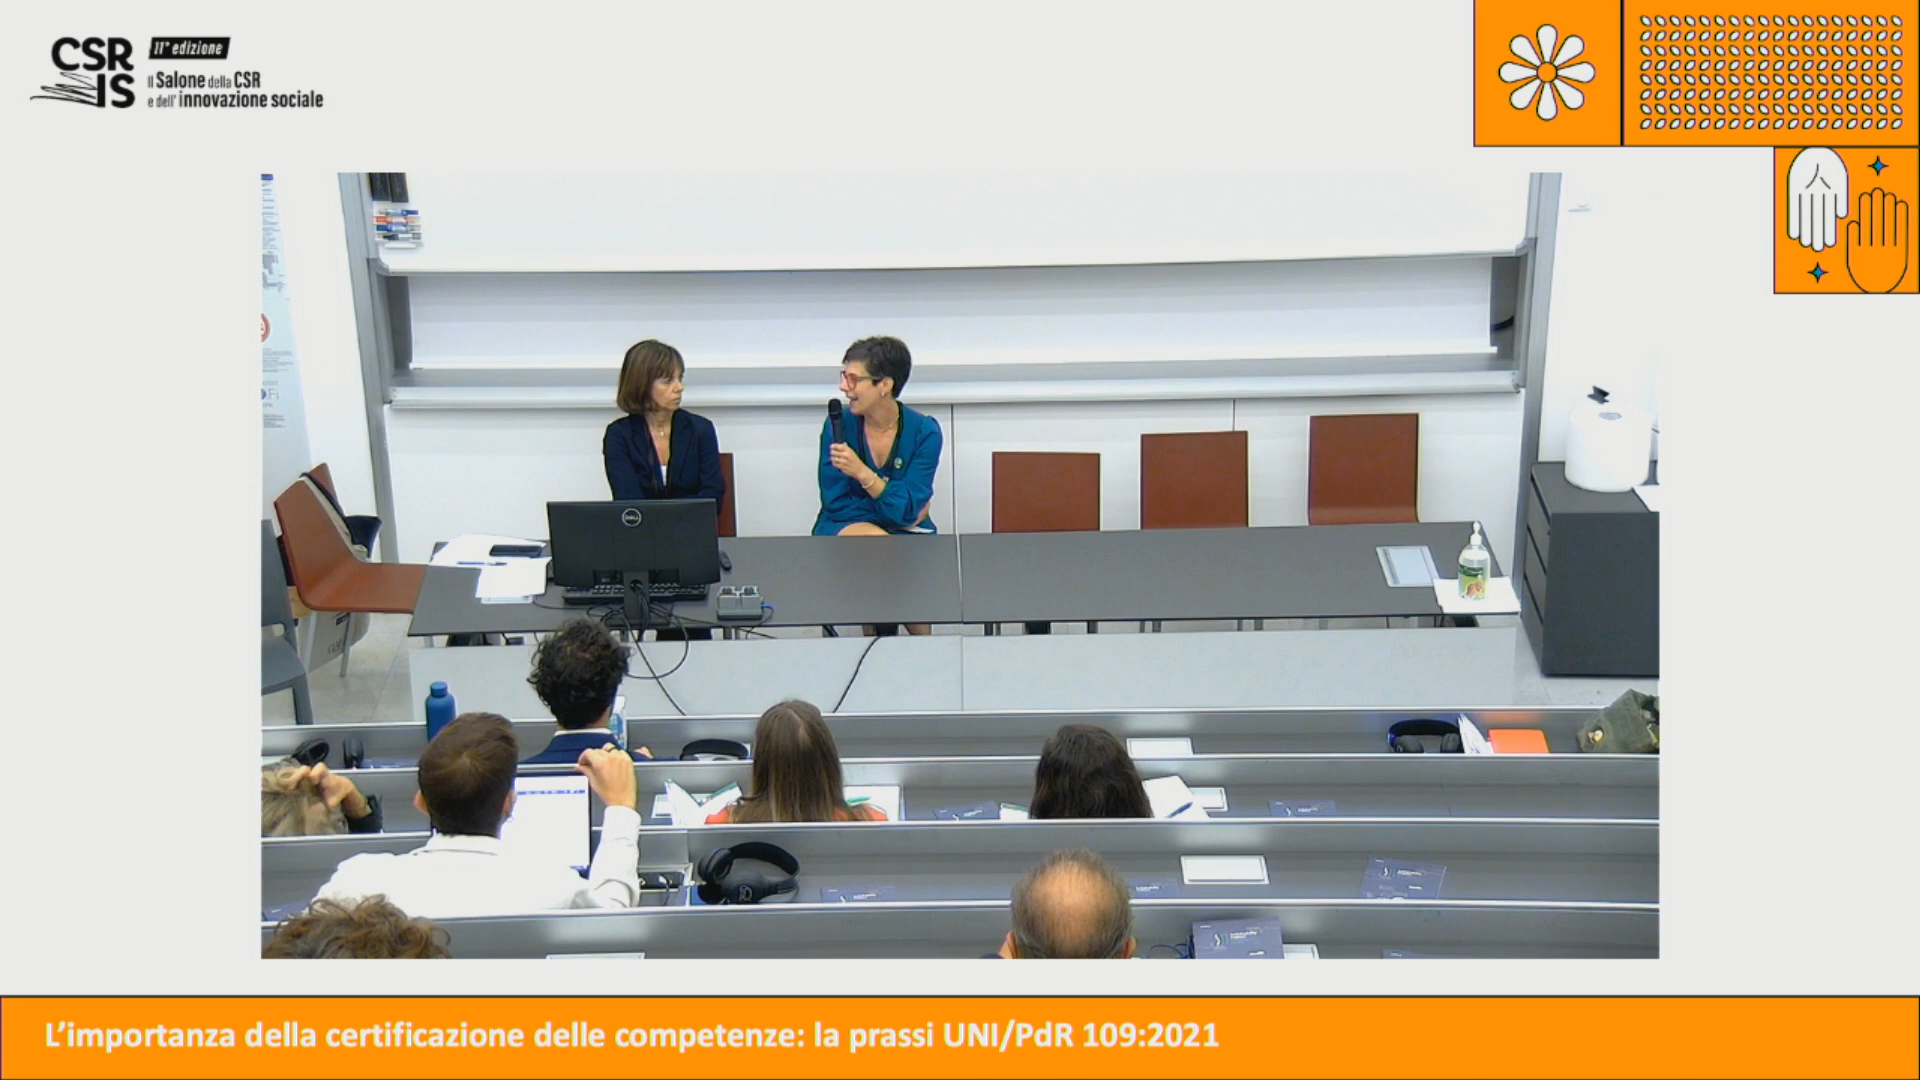 CSR
IS
11° edizione
Il Salone della CSR
e dell' innovazione sociale
DELL
L'importanza della certificazione delle competenze: la prassi UNI/PdR 109:2021